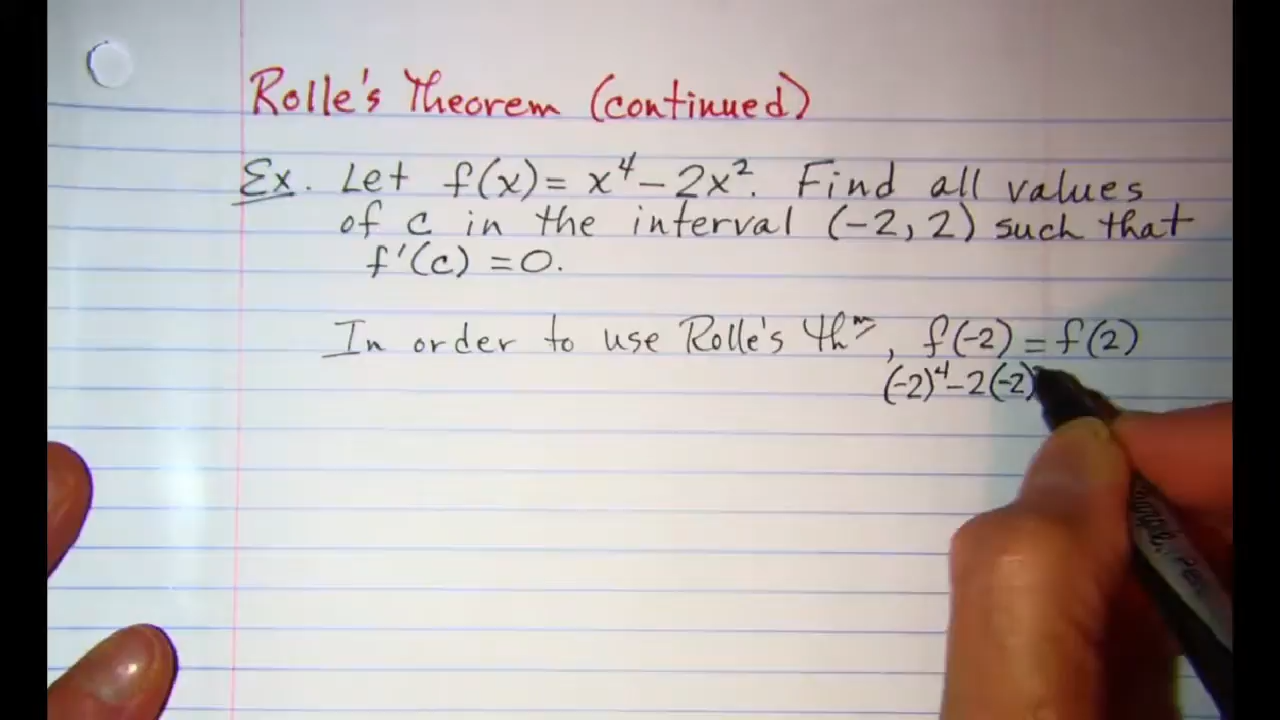 Rolle's Theorem (continued)
Ex. Let f(x) = x⁴ - 2x². Find all values
of c in the interval (-2, 2) such that
f'(c) = 0.
In order to use Rolle's thᵐ, f(-2) = f(2)
(-2)⁴ - 2(-2)